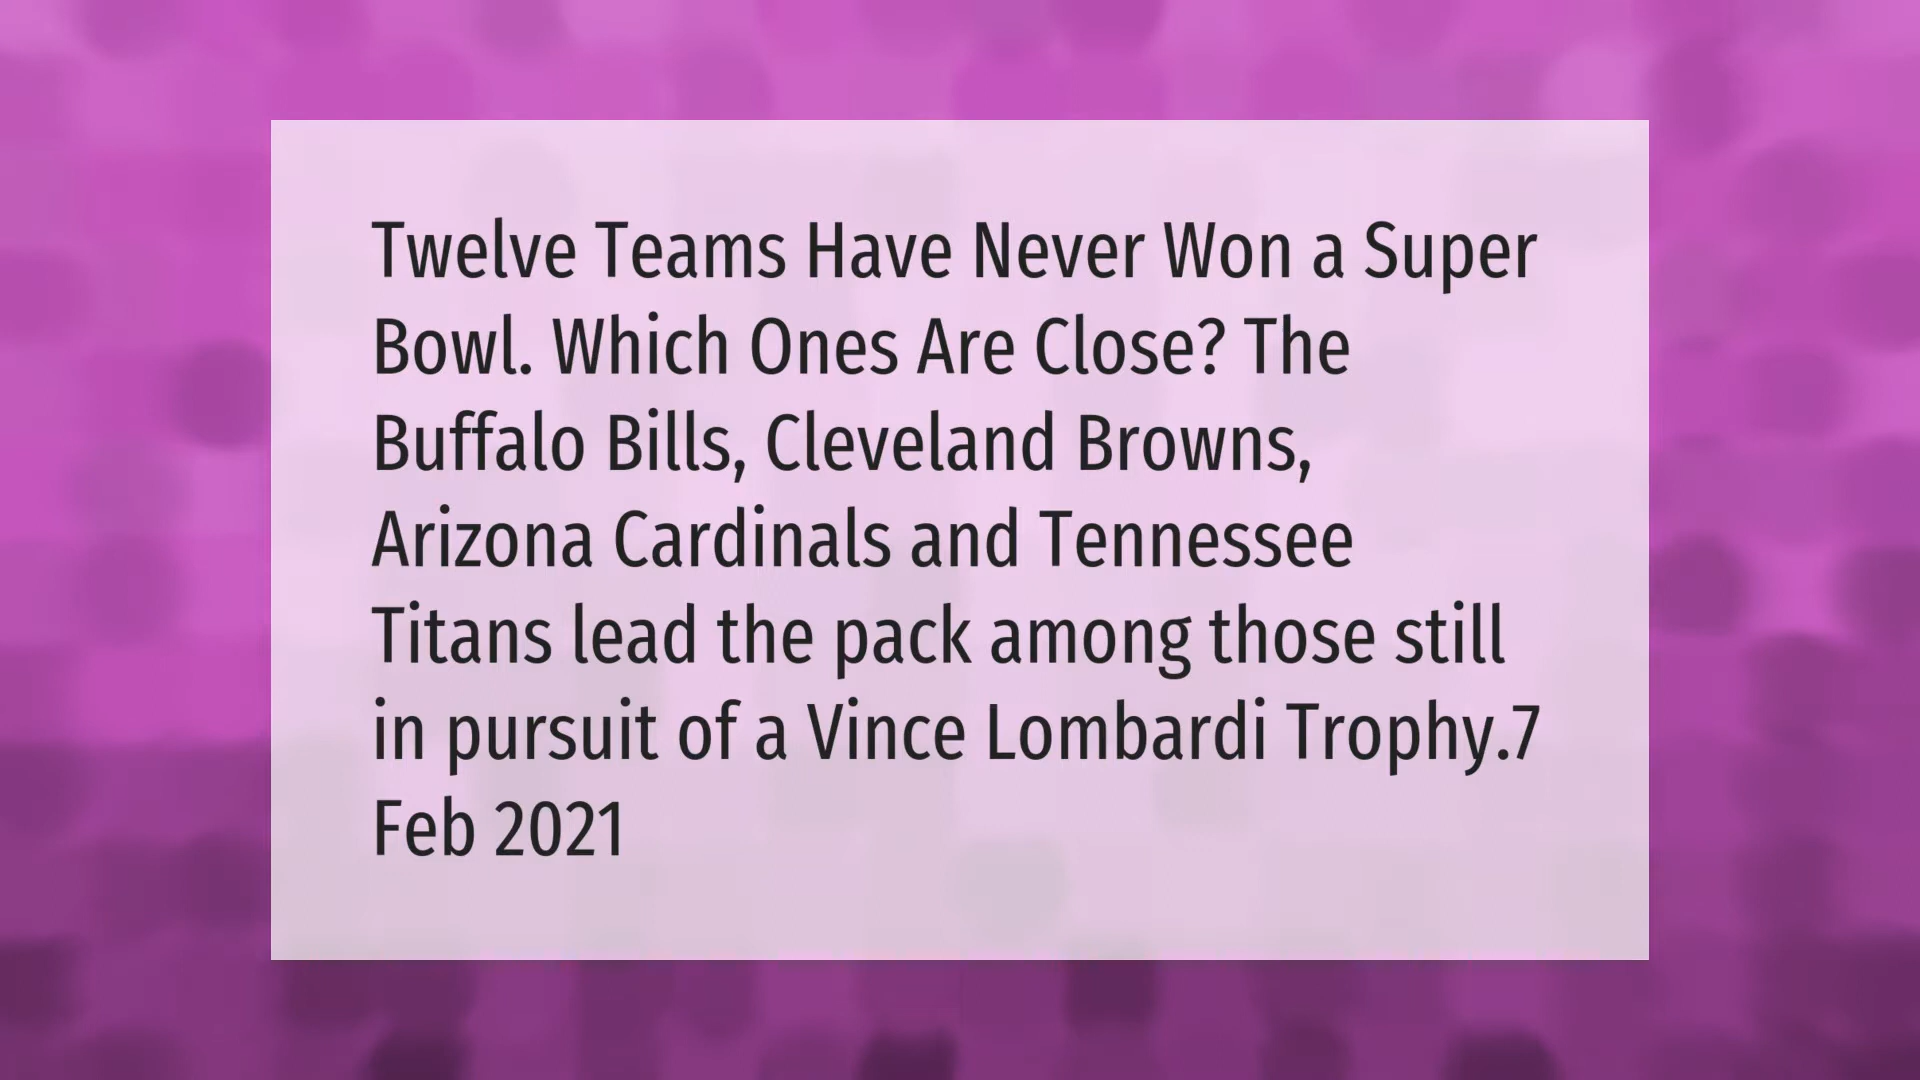 Twelve Teams Have Never Won a Super
Bowl. Which Ones Are Close? The
Buffalo Bills, Cleveland Browns,
Arizona Cardinals and Tennessee
Titans lead the pack among those still
in pursuit of a Vince Lombardi Trophy.7
Feb 2021